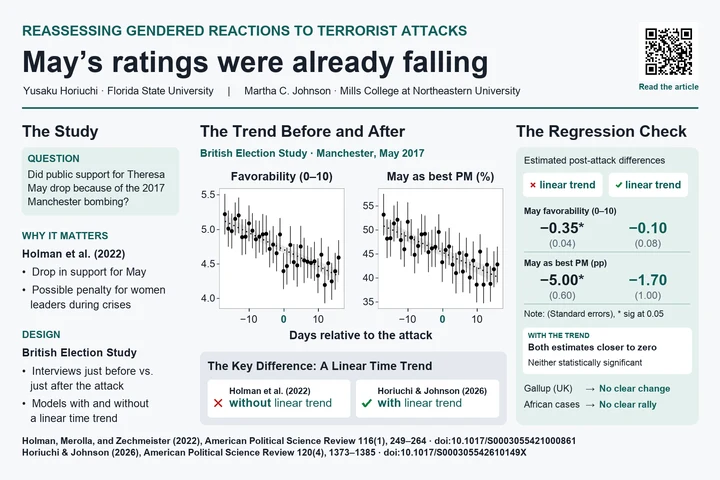 REASSESSING GENDERED REACTIONS TO TERRORIST ATTACKS
May’s ratings were already falling
Yusaku Horiuchi · Florida State University | Martha C. Johnson · Mills College at Northeastern University
Read the article
The Study
QUESTION
Did public support for Theresa
May drop because of the 2017
Manchester bombing?
WHY IT MATTERS
Holman et al. (2022)
• Drop in support for May
• Possible penalty for women
leaders during crises
DESIGN
British Election Study
• Interviews just before vs.
just after the attack
• Models with and without
a linear time trend
The Trend Before and After
British Election Study · Manchester, May 2017
Favorability (0–10)
5.5
5.0
4.5
4.0
−10 0 10
May as best PM (%)
55
50
45
40
35
−10 0 10
Days relative to the attack
The Key Difference: A Linear Time Trend
Holman et al. (2022)
✗ without linear trend
Horiuchi & Johnson (2026)
✓ with linear trend
The Regression Check
Estimated post-attack differences
✗ linear trend ✓ linear trend
May favorability (0–10)
−0.35* −0.10
(0.04) (0.08)
May as best PM (pp)
−5.00* −1.70
(0.60) (1.00)
Note: (Standard errors), * sig at 0.05
WITH THE TREND
Both estimates closer to zero
Neither statistically significant
Gallup (UK) → No clear change
African cases → No clear rally
Holman, Merolla, and Zechmeister (2022), American Political Science Review 116(1), 249–264 · doi:10.1017/S0003055421000861
Horiuchi & Johnson (2026), American Political Science Review 120(4), 1373–1385 · doi:10.1017/S000305542610149X